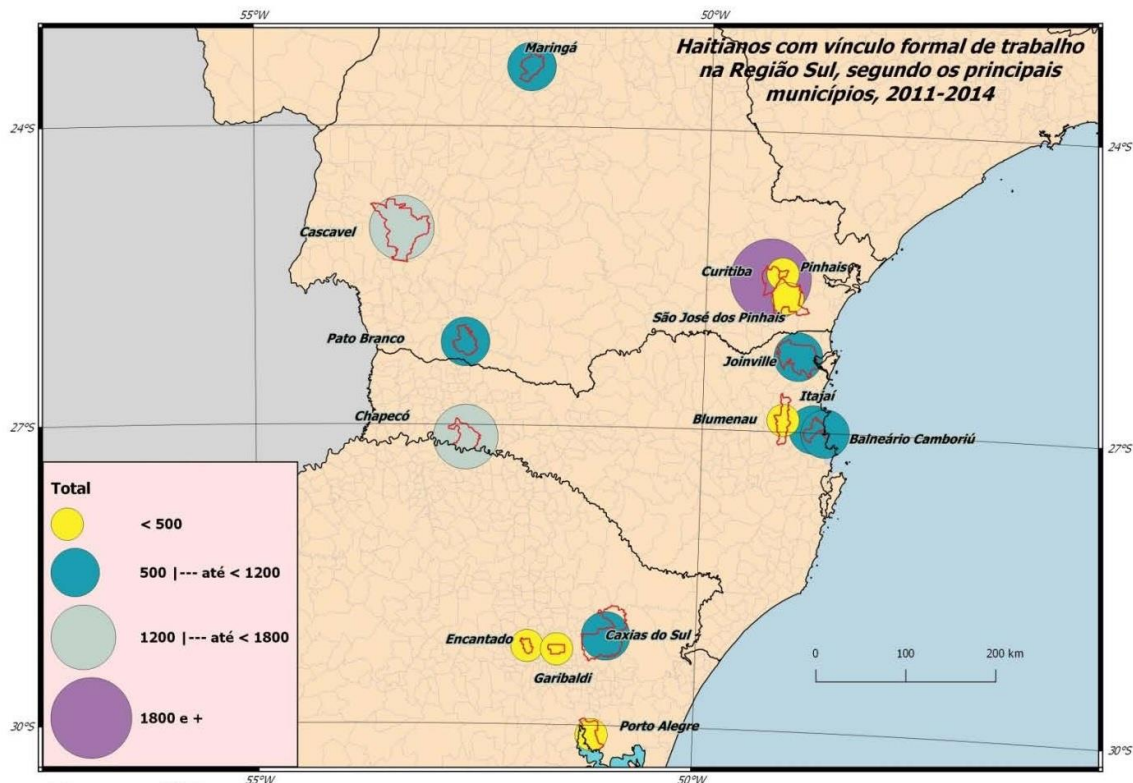 55°W
50°W
Haitianos com vínculo formal de trabalho
na Região Sul, segundo os principais
municípios, 2011-2014
Maringá
24°S
24°S
Cascavel
Curitiba
Pinhais
São José dos Pinhais
Pato Branco
Joinville
Itajaí
Chapecó
Blumenau
Balneário Camboriú
27°S
27°S
Total
< 500
500 |--- até < 1200
1200 |--- até < 1800
1800 e +
Encantado
Caxias do Sul
Garibaldi
0 100 200 km
Porto Alegre
30°S
30°S
55°W
50°W